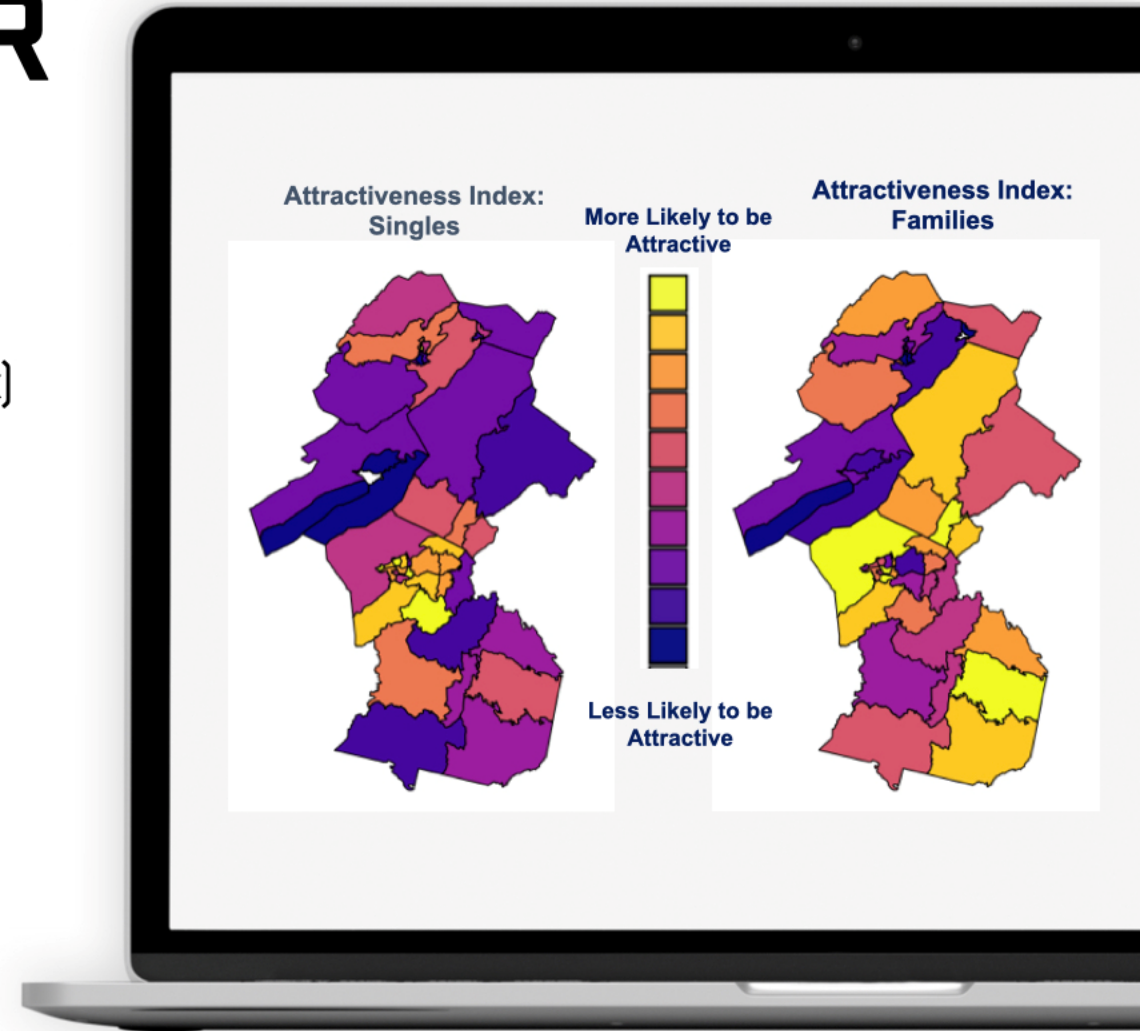 R
)
Attractiveness Index:
Singles
More Likely to be
Attractive
Attractiveness Index:
Families
Less Likely to be
Attractive